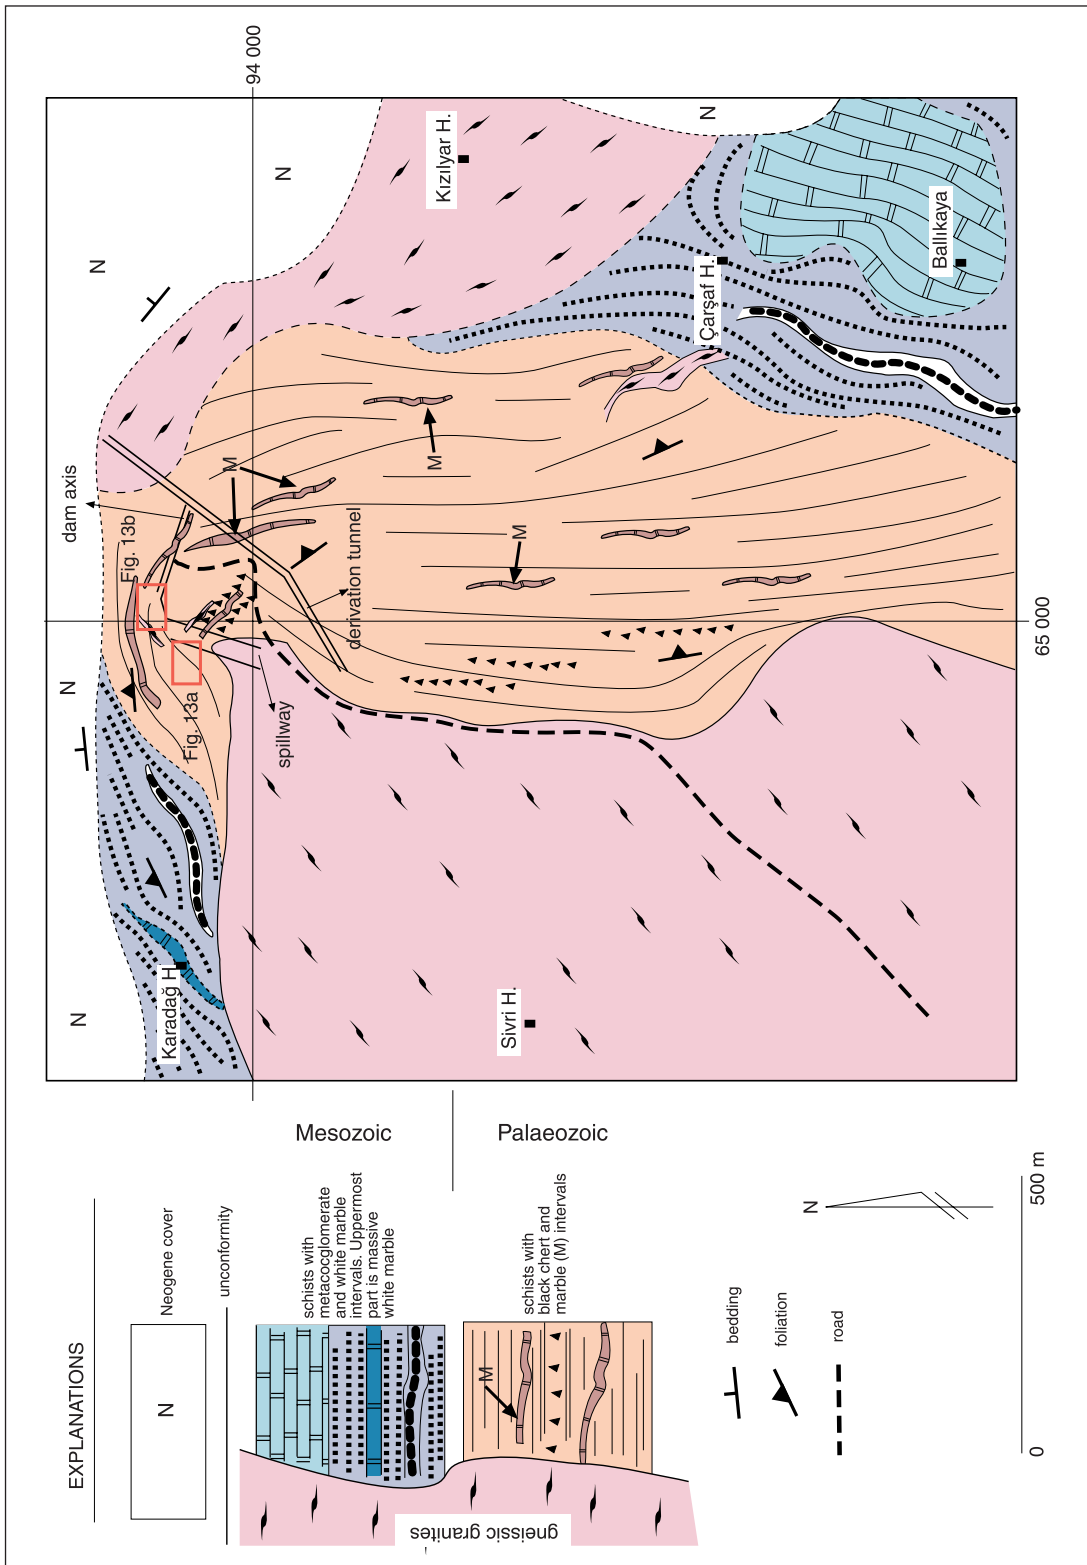 94 000
N
N
N
Kızılyar H.
N
dam axis
Fig. 13b
M
M
Çarşaf H.
Ballıkaya
derivation tunnel
M
65 000
N
Fig. 13a
spillway
Karadağ H
N
Sivri H.
EXPLANATIONS
N
Neogene cover
unconformity
Mesozoic
schists with
metacocglomerate
and white marble
intervals. Uppermost
part is massive
white marble
Palaeozoic
M
schists with
black chert and
marble (M) intervals
gneissic granites
bedding
foliation
road
N
0
500 m